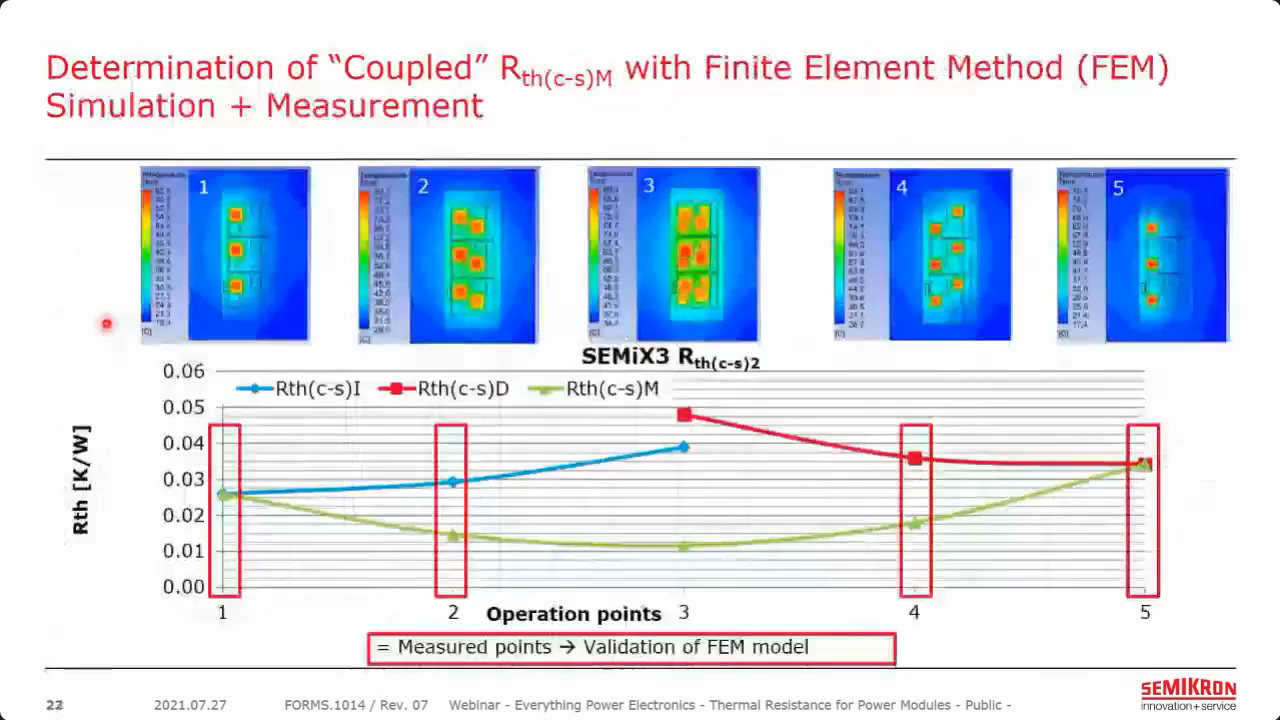 Determination of “Coupled” Rth(c-s)M with Finite Element Method (FEM)
Simulation + Measurement
1
2
3
4
5
SEMiX3 Rth(c-s)2
Rth(c-s)I
Rth(c-s)D
Rth(c-s)M
0.06
0.05
0.04
0.03
0.02
0.01
0.00
Rth [K/W]
1
2
Operation points
3
4
5
= Measured points → Validation of FEM model
22
2021.07.27
FORMS.1014 / Rev. 07
Webinar - Everything Power Electronics - Thermal Resistance for Power Modules - Public -
SEMIKRON
innovation+service